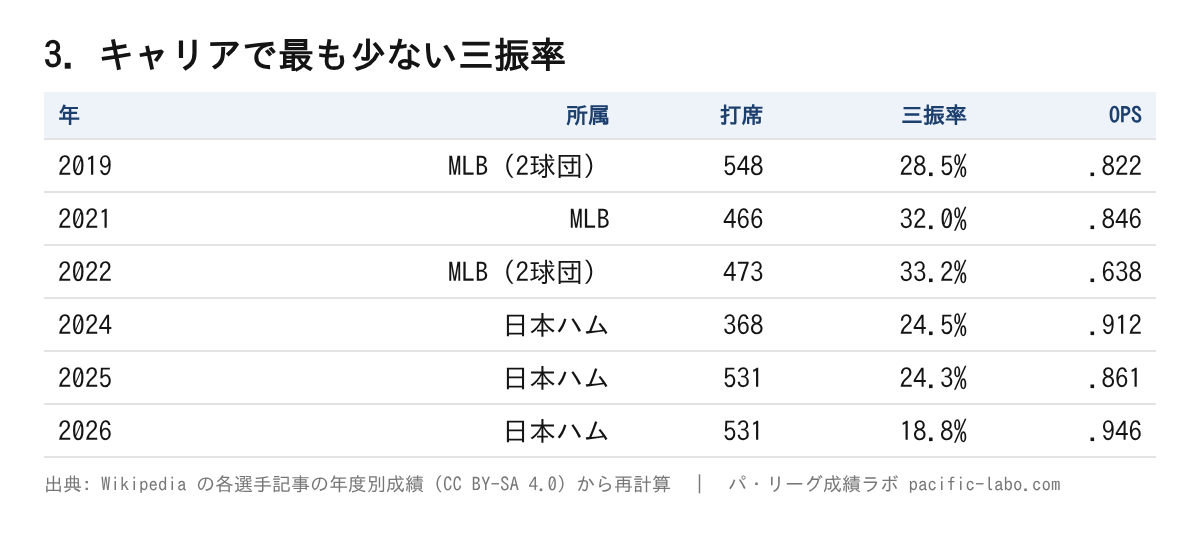 3. キャリアで最も少ない三振率
年 所属 打席 三振率 OPS
2019 MLB（2球団） 548 28.5% .822
2021 MLB 466 32.0% .846
2022 MLB（2球団） 473 33.2% .638
2024 日本ハム 368 24.5% .912
2025 日本ハム 531 24.3% .861
2026 日本ハム 531 18.8% .946
出典: Wikipedia の各選手記事の年度別成績（CC BY-SA 4.0）から再計算 ｜ パ・リーグ成績ラボ pacific-labo.com